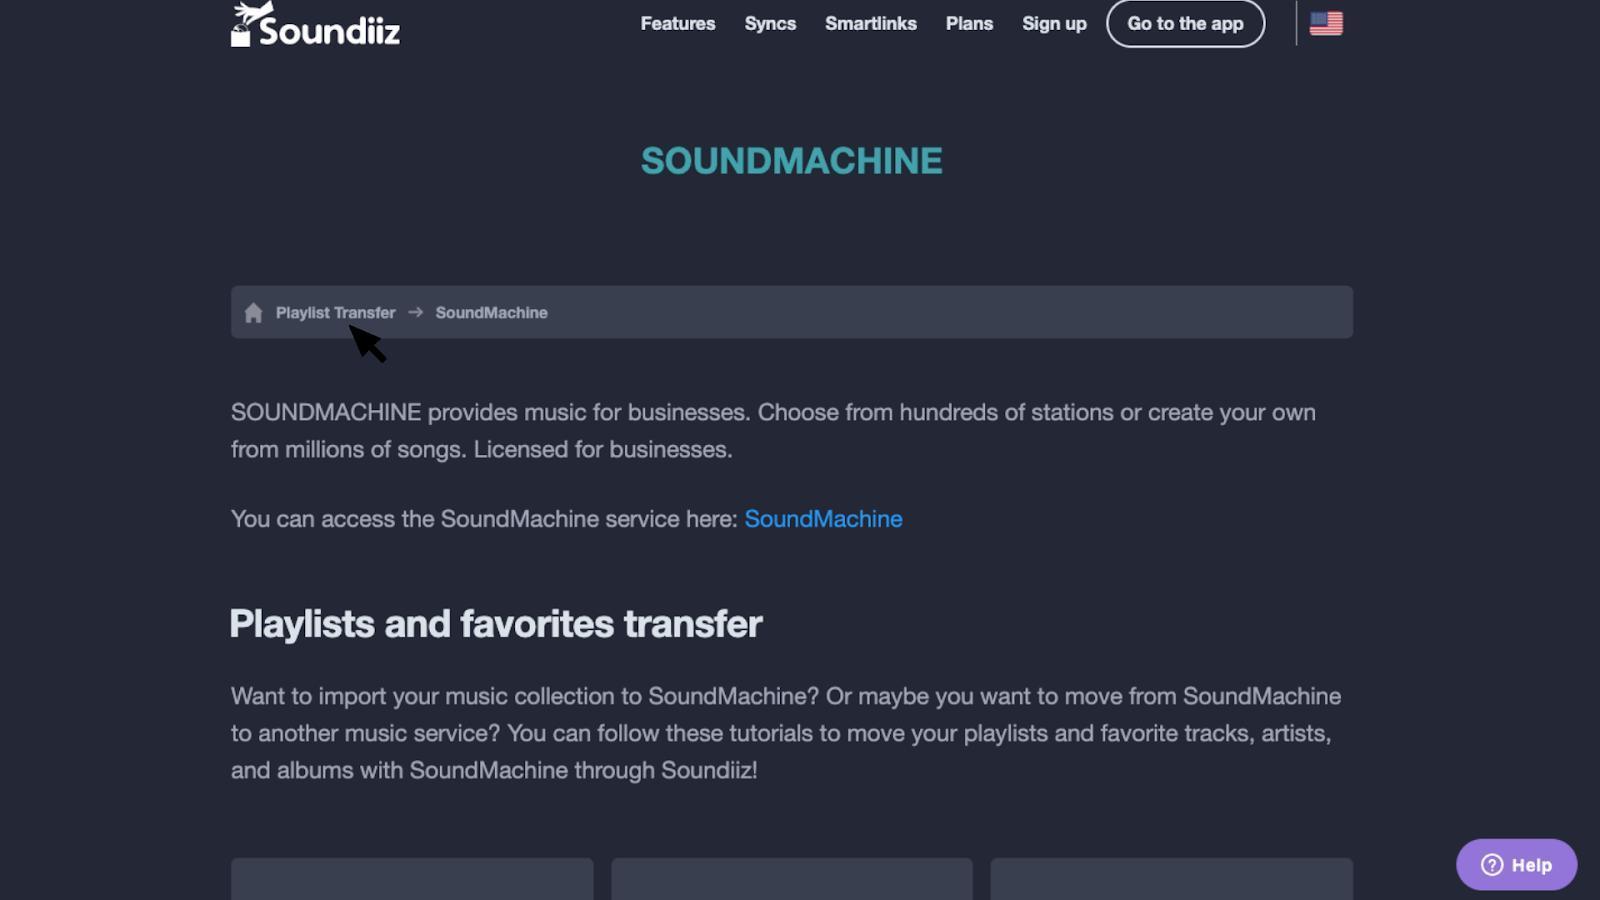 Soundiiz
Features Syncs Smartlinks Plans Sign up Go to the app
SOUNDMACHINE
Playlist Transfer → SoundMachine
SOUNDMACHINE provides music for businesses. Choose from hundreds of stations or create your own
from millions of songs. Licensed for businesses.
You can access the SoundMachine service here: SoundMachine
Playlists and favorites transfer
Want to import your music collection to SoundMachine? Or maybe you want to move from SoundMachine
to another music service? You can follow these tutorials to move your playlists and favorite tracks, artists,
and albums with SoundMachine through Soundiiz!
Help